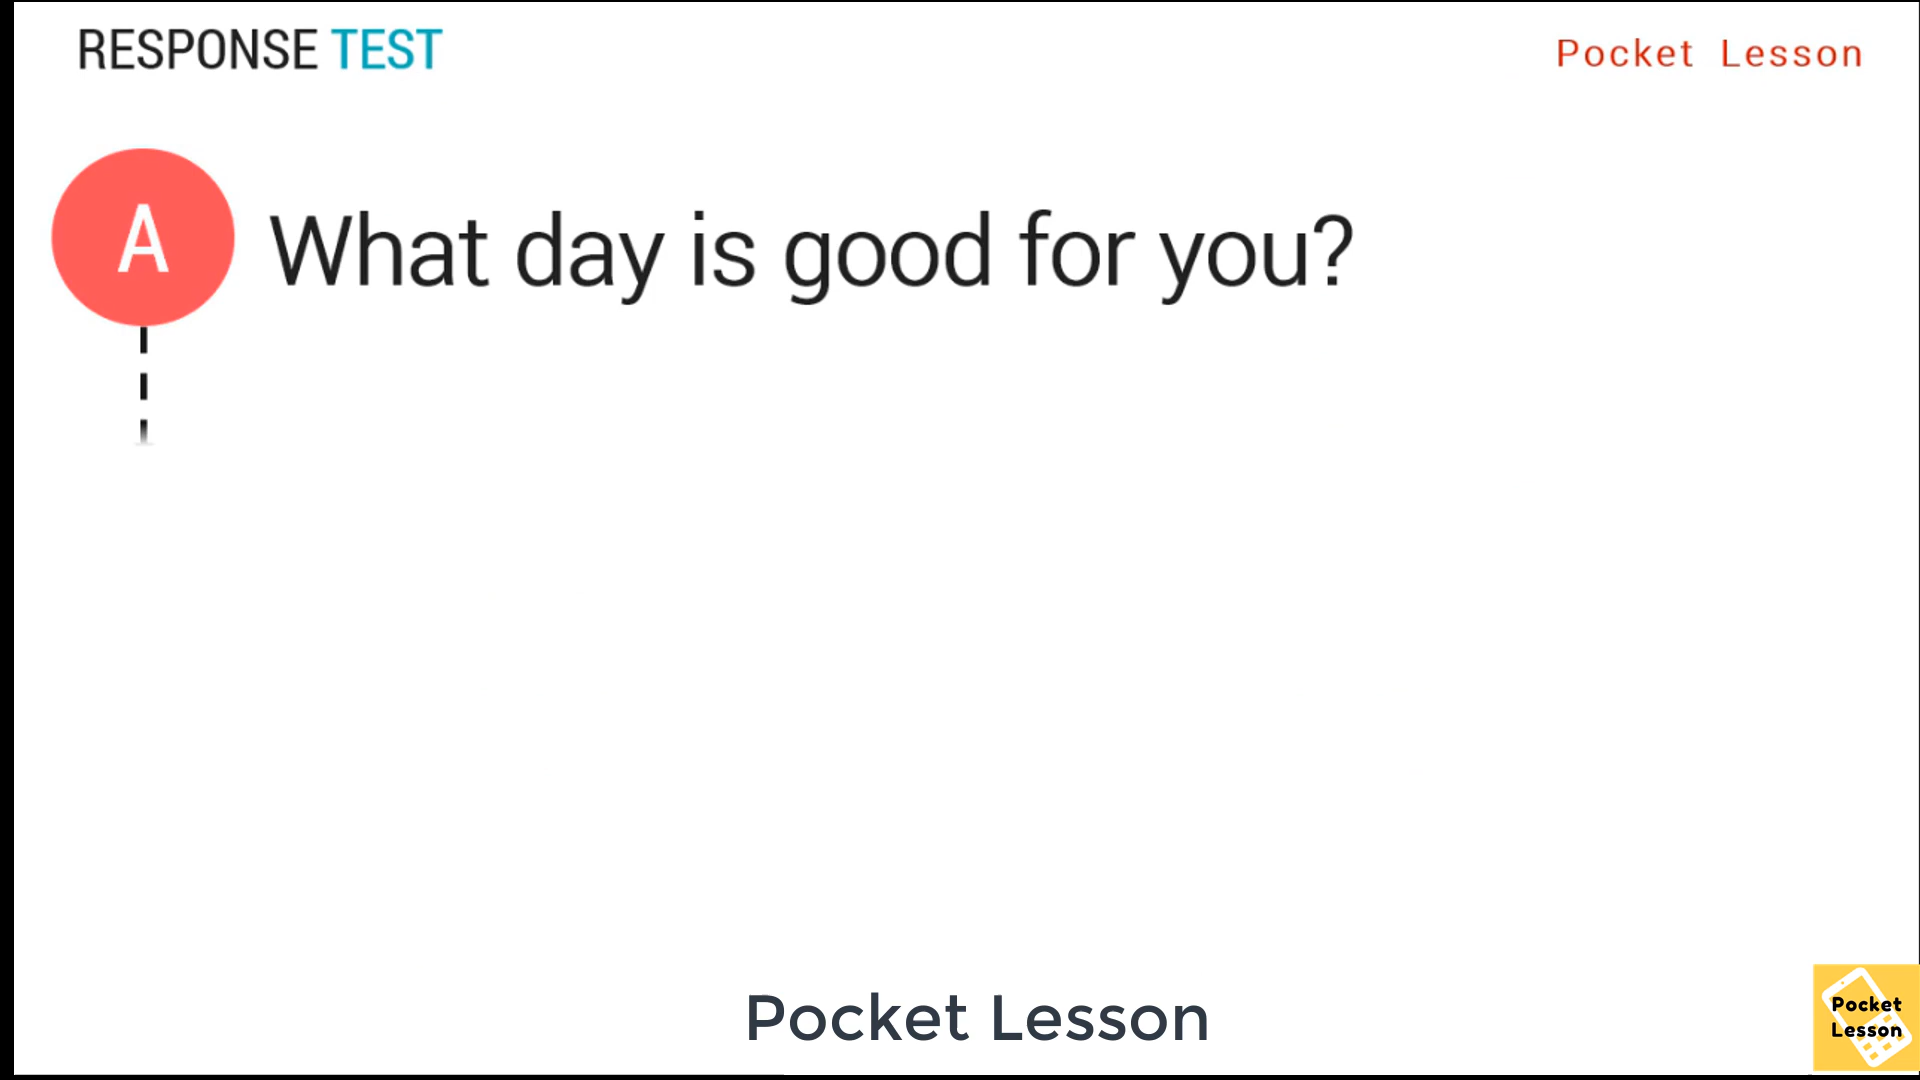 RESPONSE TEST
Pocket Lesson
A
What day is good for you?
Pocket Lesson
Pocket
Lesson